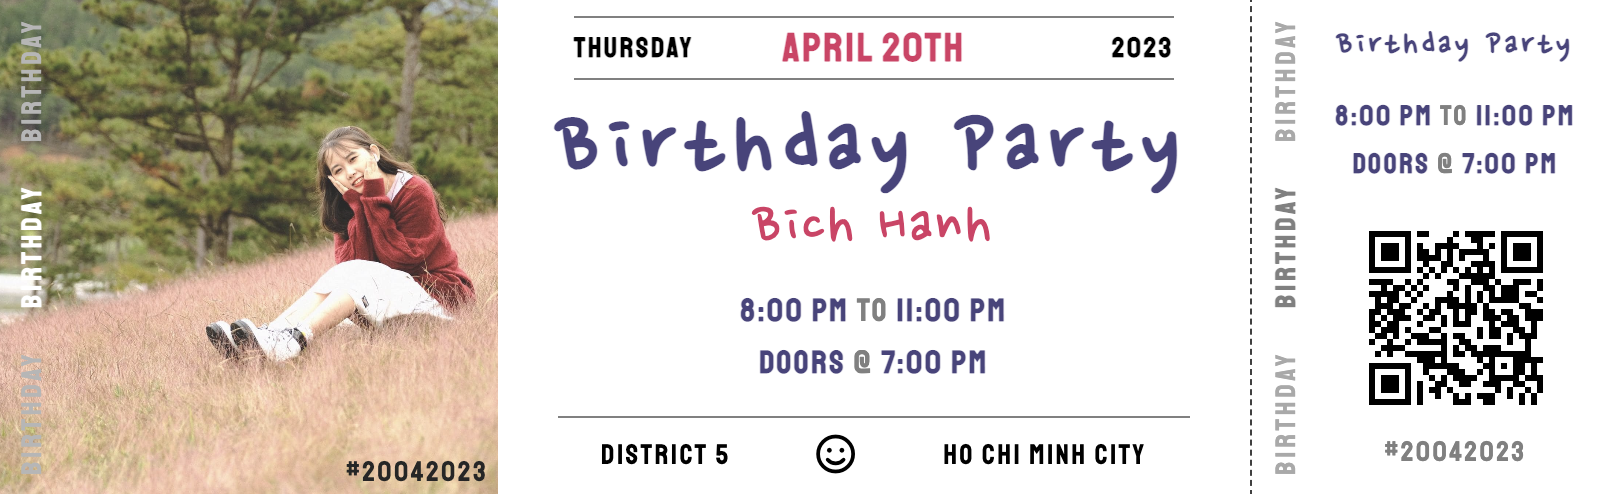 BIRTHDAY
BIRTHDAY
BIRTHDAY
#20042023
THURSDAY APRIL 20TH 2023
Birthday Party
Bich Hanh
8:00 PM TO 11:00 PM
DOORS @ 7:00 PM
DISTRICT 5 HO CHI MINH CITY
BIRTHDAY
BIRTHDAY
BIRTHDAY
Birthday Party
8:00 PM TO 11:00 PM
DOORS @ 7:00 PM
#20042023